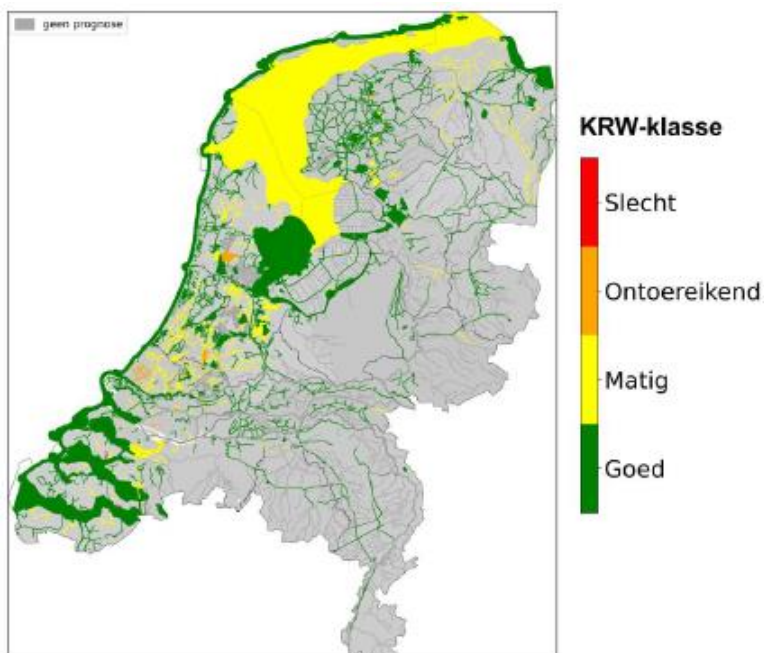 geen prognose
KRW-klasse
Slecht
Ontoereikend
Matig
Goed